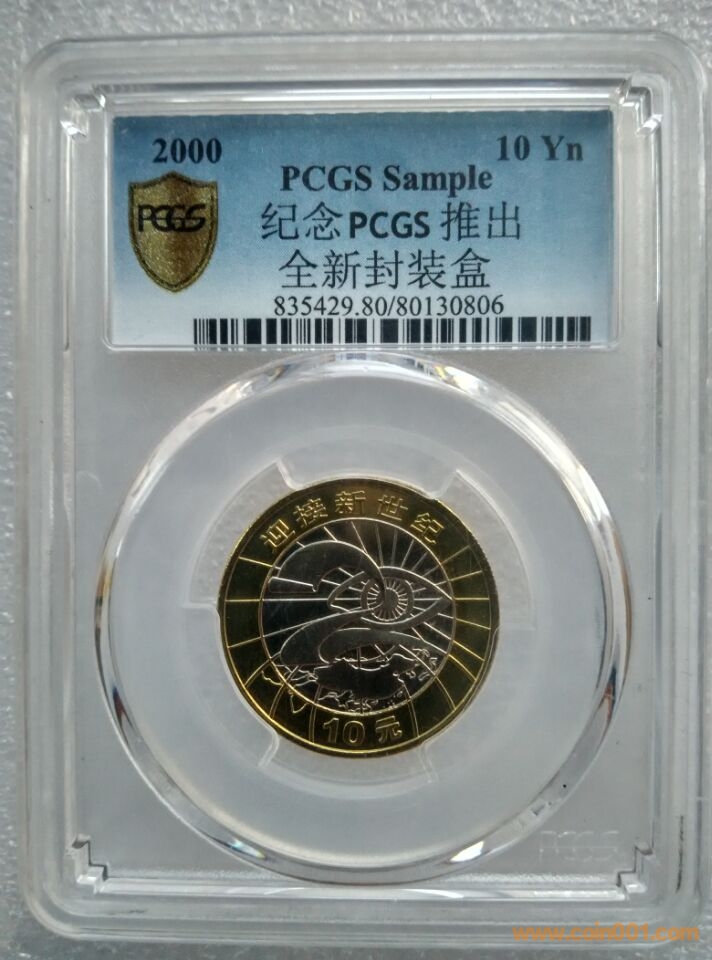 2000
10 Yn
PCGS Sample
PCGS
纪念PCGS推出
全新封装盒
835429.80/80130806
迎接新世纪
10元
PCGS
www.coin001.com